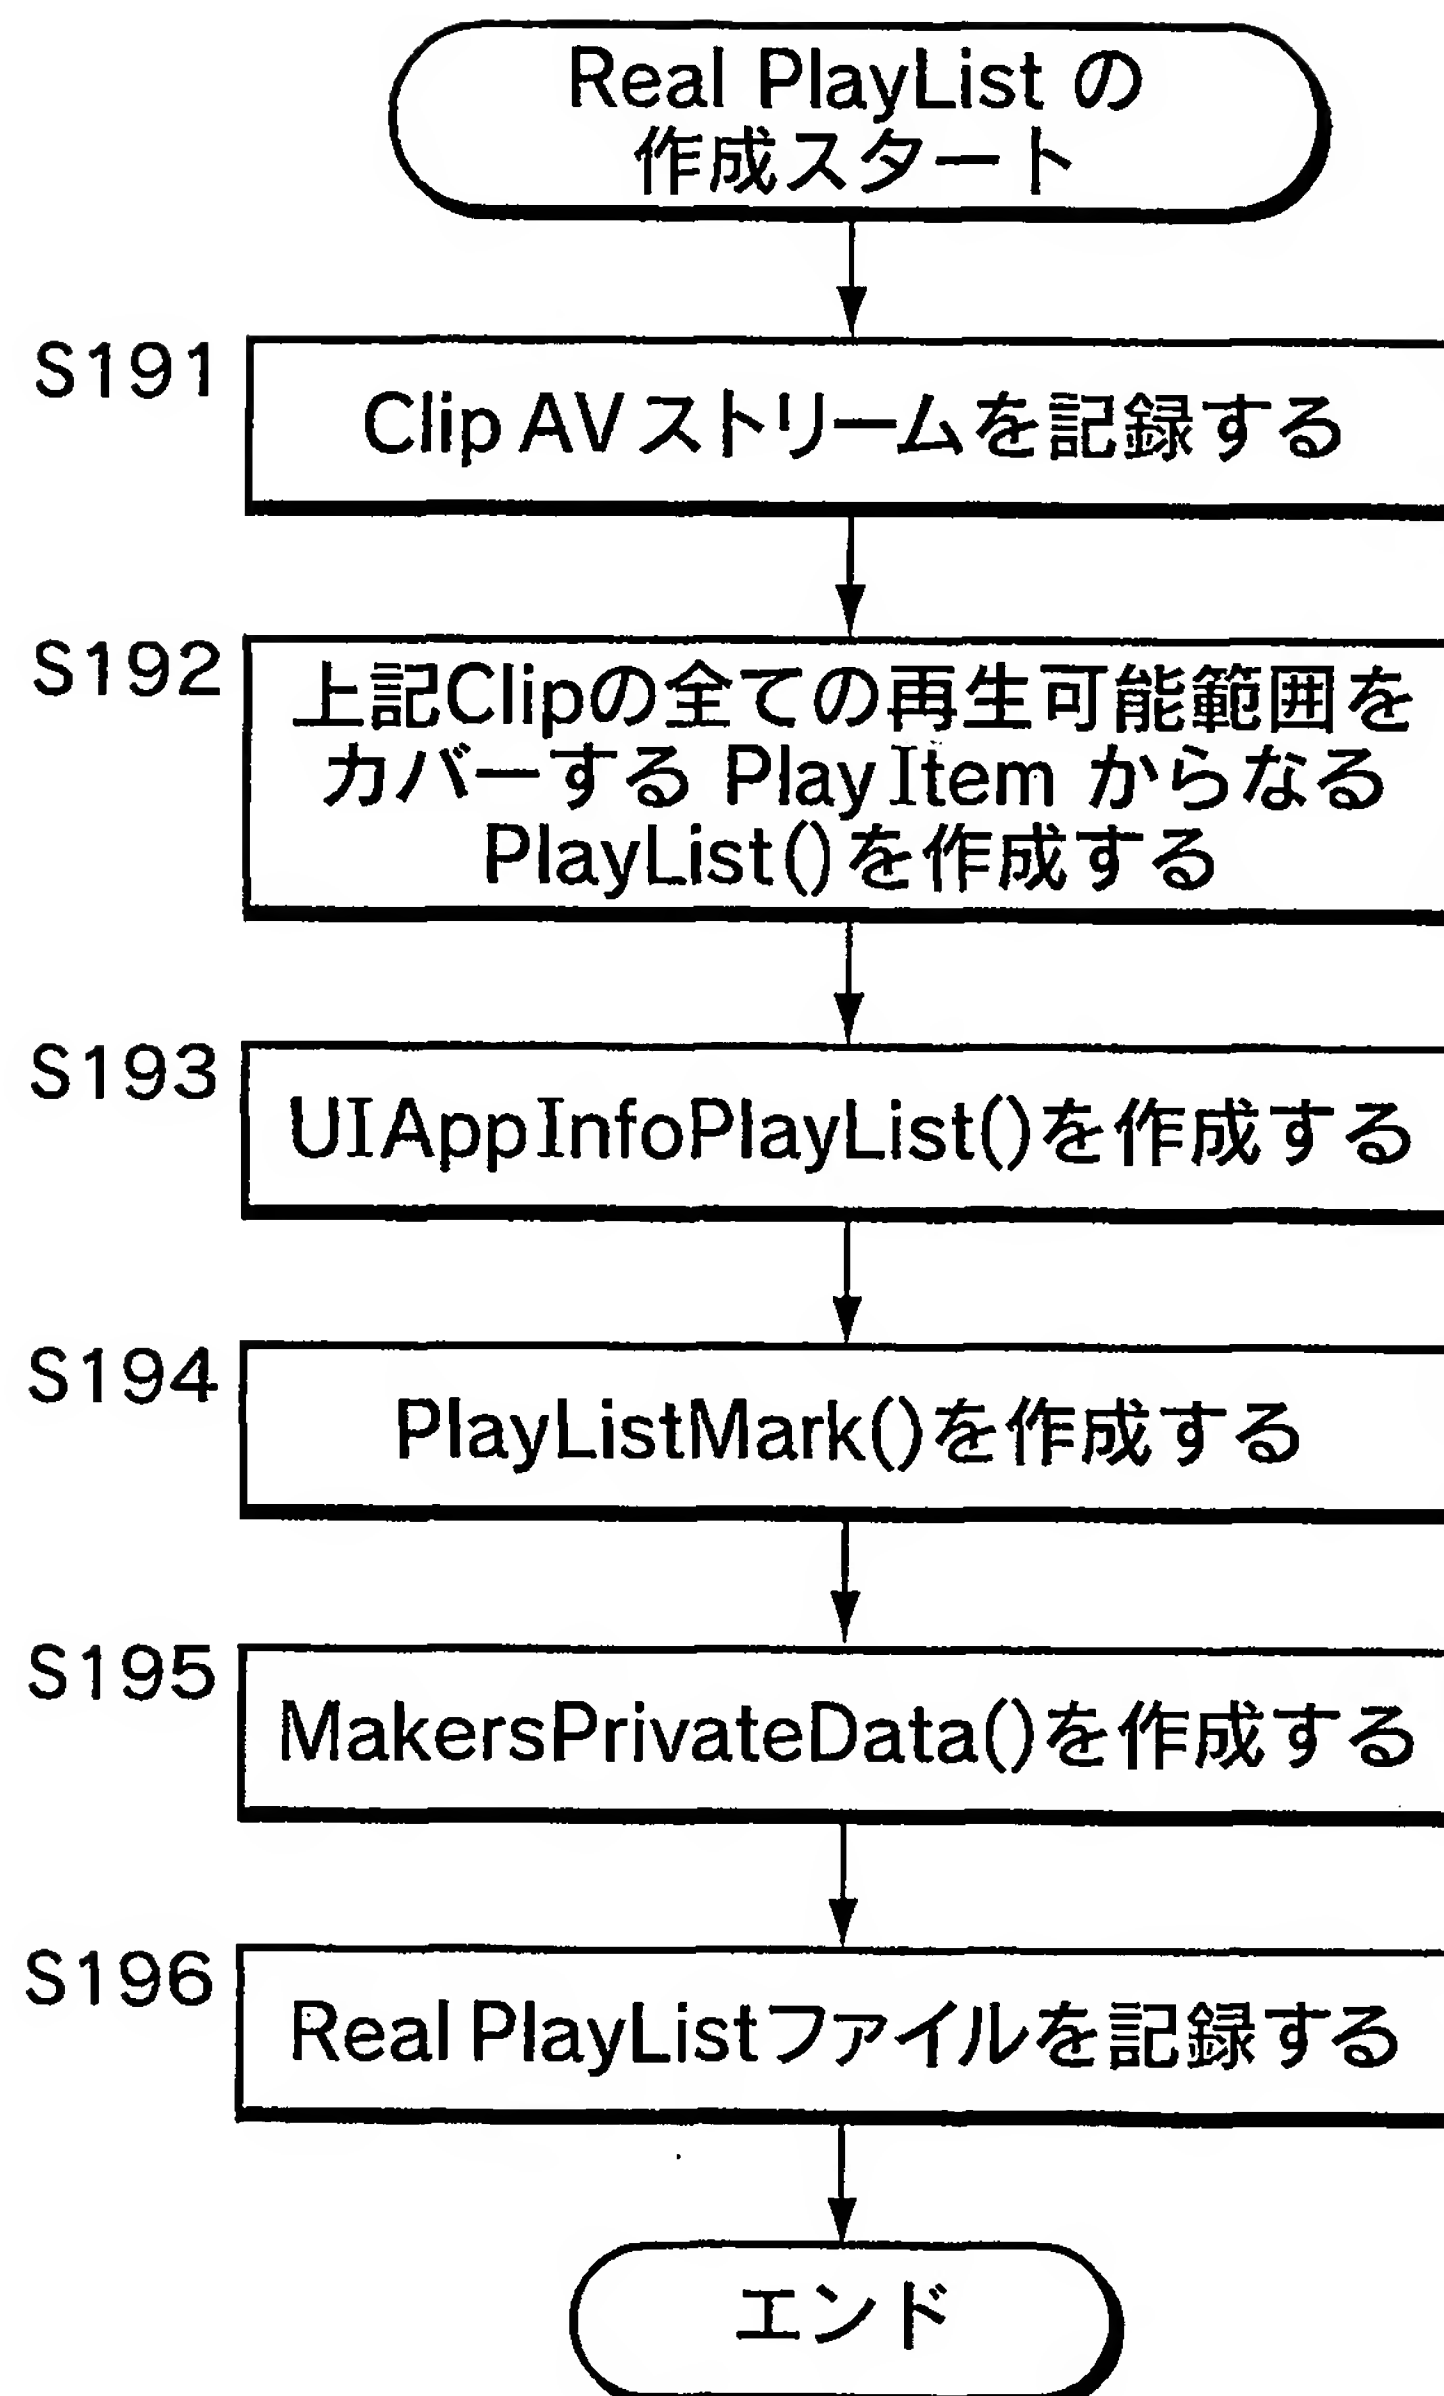 Real PlayList の
作成スタート
S191
Clip AVストリームを記録する
S192
上記Clipの全ての再生可能範囲を
カバーする PlayItem からなる
PlayList()を作成する
S193
UIAppInfoPlayList()を作成する
S194
PlayListMark()を作成する
S195
MakersPrivateData()を作成する
S196
Real PlayListファイルを記録する
エンド